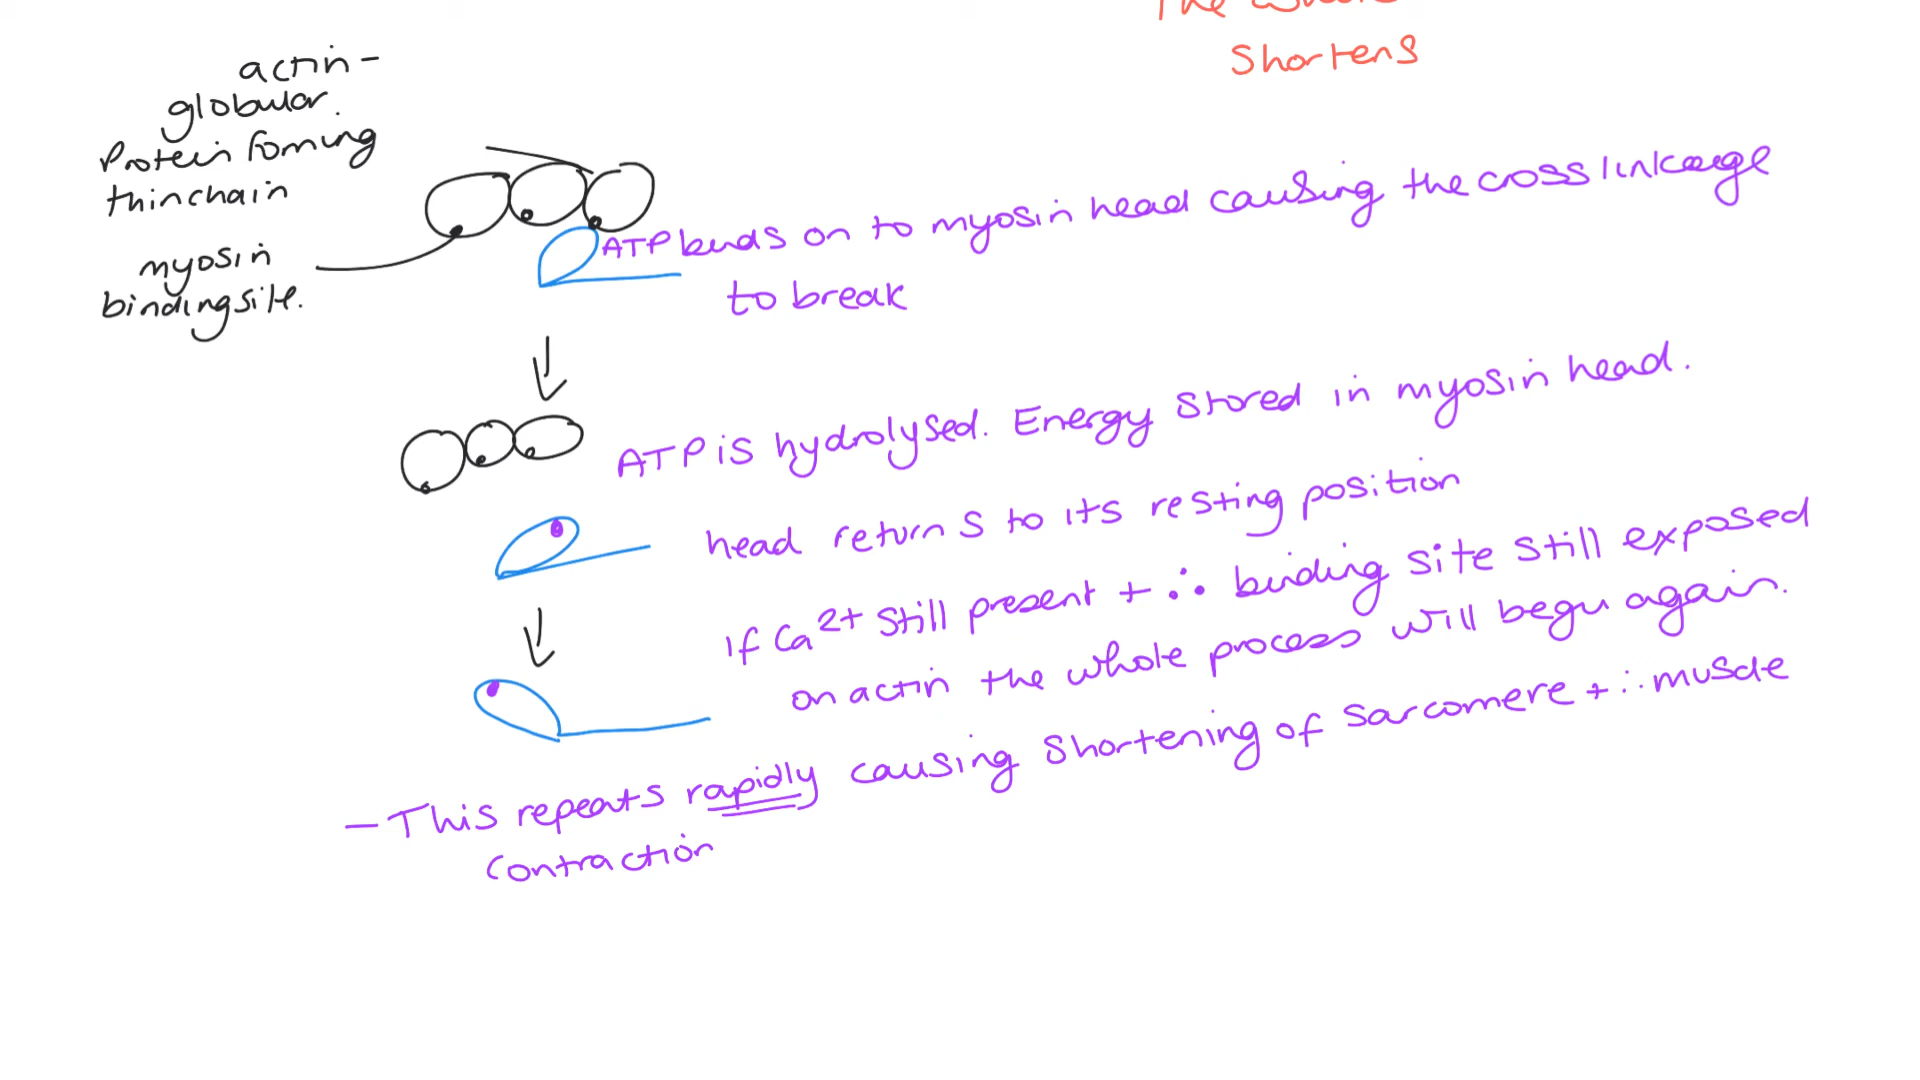 Shortens
actin -
globular
Protein forming
thin chain
myosin
binding site.
ATP binds on to myosin head causing the cross linkage
to break
ATP is hydrolysed. Energy stored in myosin head.
head returns to its resting position
If Ca2+ still present + ∴ binding site still exposed
on actin the whole process will begin again.
- This repeats rapidly causing shortening of sarcomere + ∴ muscle
contraction